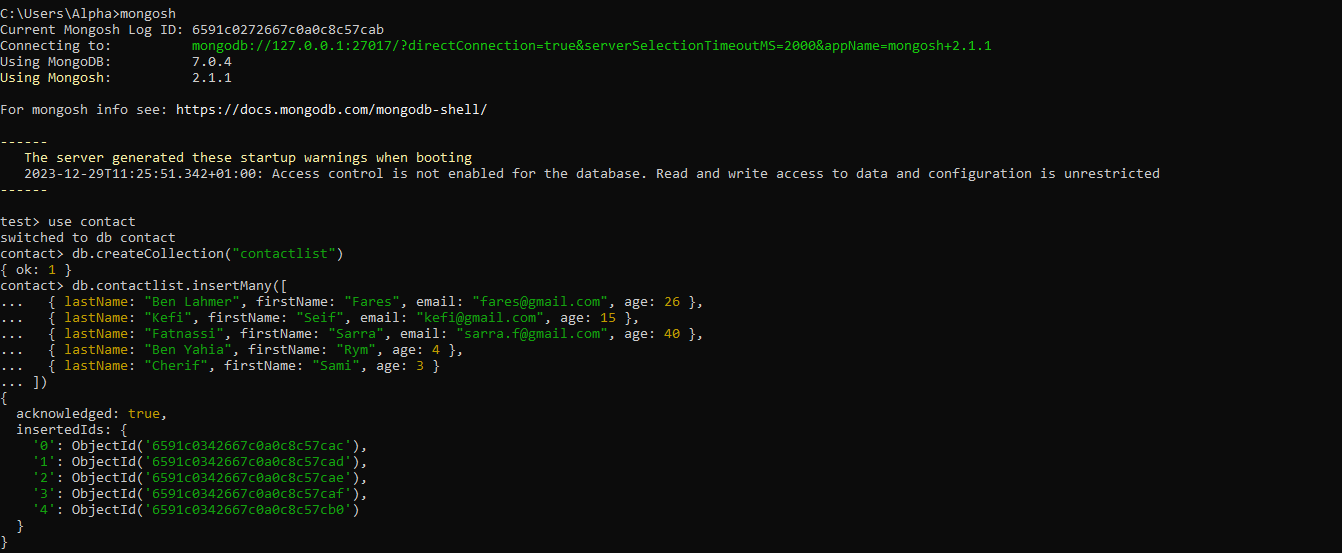 C:\Users\Alpha>mongosh
Current Mongosh Log ID: 6591c0272667c0a0c8c57cab
Connecting to:          mongodb://127.0.0.1:27017/?directConnection=true&serverSelectionTimeoutMS=2000&appName=mongosh+2.1.1
Using MongoDB:          7.0.4
Using Mongosh:          2.1.1

For mongosh info see: https://docs.mongodb.com/mongodb-shell/

------
   The server generated these startup warnings when booting
   2023-12-29T11:25:51.342+01:00: Access control is not enabled for the database. Read and write access to data and configuration is unrestricted
------

test> use contact
switched to db contact
contact> db.createCollection("contactlist")
{ ok: 1 }
contact> db.contactlist.insertMany([
...   { lastName: "Ben Lahmer", firstName: "Fares", email: "fares@gmail.com", age: 26 },
...   { lastName: "Kefi", firstName: "Seif", email: "kefi@gmail.com", age: 15 },
...   { lastName: "Fatnassi", firstName: "Sarra", email: "sarra.f@gmail.com", age: 40 },
...   { lastName: "Ben Yahia", firstName: "Rym", age: 4 },
...   { lastName: "Cherif", firstName: "Sami", age: 3 }
... ])
{
  acknowledged: true,
  insertedIds: {
    '0': ObjectId('6591c0342667c0a0c8c57cac'),
    '1': ObjectId('6591c0342667c0a0c8c57cad'),
    '2': ObjectId('6591c0342667c0a0c8c57cae'),
    '3': ObjectId('6591c0342667c0a0c8c57caf'),
    '4': ObjectId('6591c0342667c0a0c8c57cb0')
  }
}